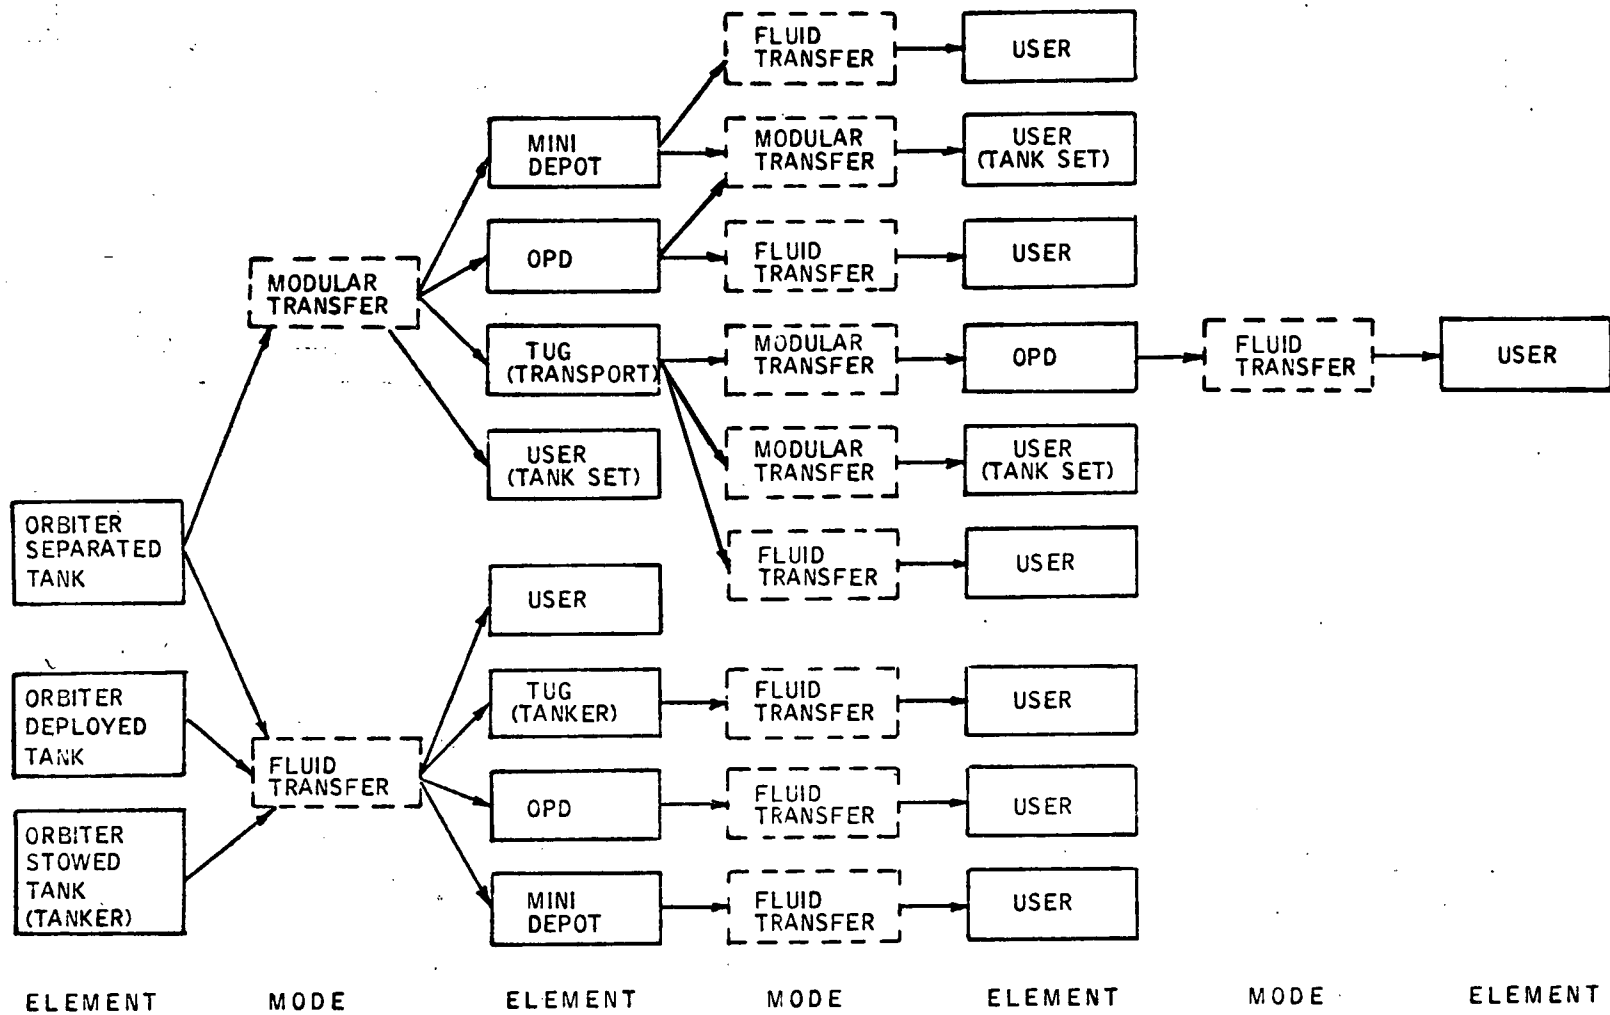 FLUID
TRANSFER
USER
MINI
DEPOT
MODULAR
TRANSFER
USER
(TANK SET)
OPD
FLUID
TRANSFER
USER
MODULAR
TRANSFER
TUG
(TRANSPORT)
MODULAR
TRANSFER
OPD
FLUID
TRANSFER
USER
USER
(TANK SET)
MODULAR
TRANSFER
USER
(TANK SET)
ORBITER
SEPARATED
TANK
FLUID
TRANSFER
USER
USER
ORBITER
DEPLOYED
TANK
TUG
(TANKER)
FLUID
TRANSFER
USER
FLUID
TRANSFER
OPD
FLUID
TRANSFER
USER
ORBITER
STOWED
TANK
(TANKER)
MINI
DEPOT
FLUID
TRANSFER
USER
ELEMENT MODE ELEMENT MODE ELEMENT MODE ELEMENT